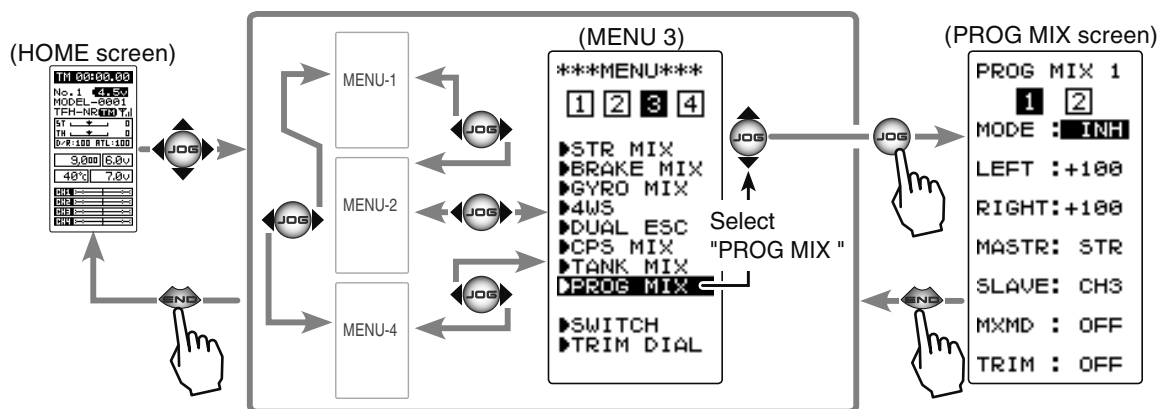 (HOME screen)
TM 00:00.00
No.1 4.5V
MODEL-0001
TFH-NR TM
ST 0
TH 0
D/R:100 ATL:100
9,000 6.0V
40°c 7.0V
CH1
CH2
CH3
CH4
JOG
END
MENU-1
JOG
MENU-2
JOG
JOG
MENU-4
JOG
(MENU 3)
***MENU***
1 2 3 4
STR MIX
BRAKE MIX
GYRO MIX
4WS
DUAL ESC
CPS MIX
TANK MIX
PROG MIX
SWITCH
TRIM DIAL
JOG
Select
"PROG MIX "
JOG
END
(PROG MIX screen)
PROG MIX 1
1 2
MODE : INH
LEFT :+100
RIGHT:+100
MASTR: STR
SLAVE: CH3
MXMD : OFF
TRIM : OFF